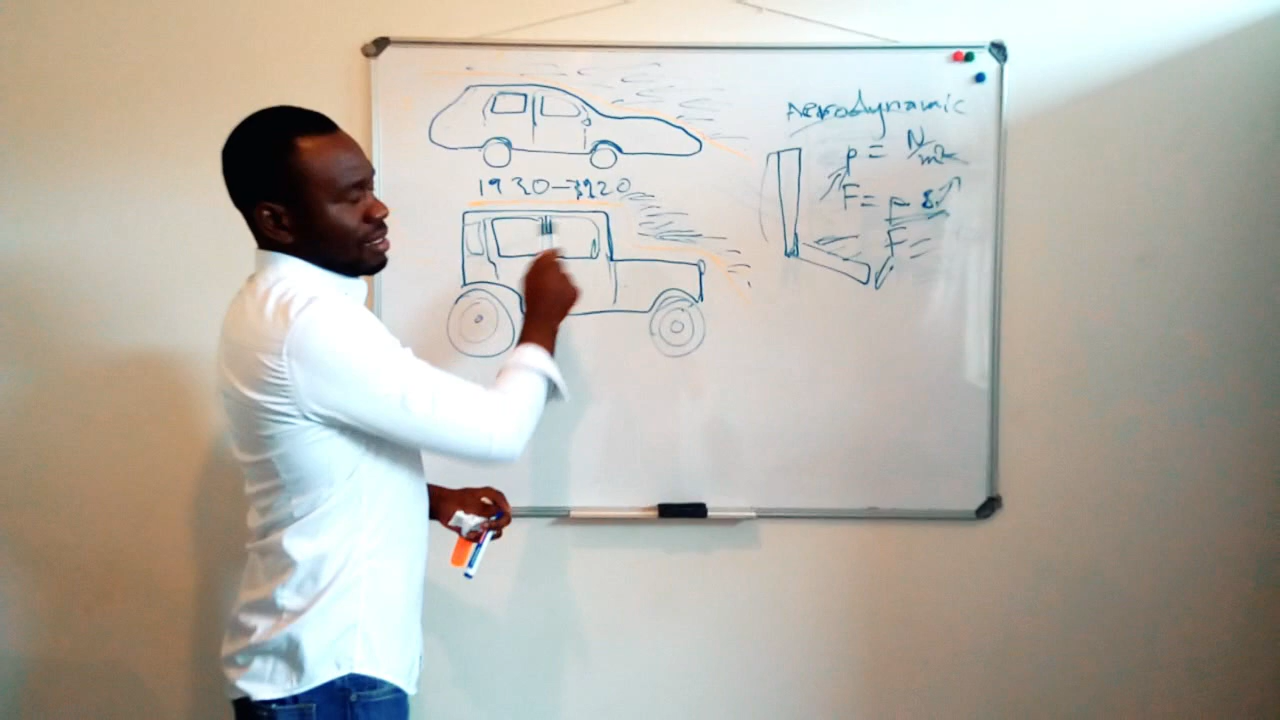 Aerodynamic
p = N/m²
F = p
F =
1930-1920